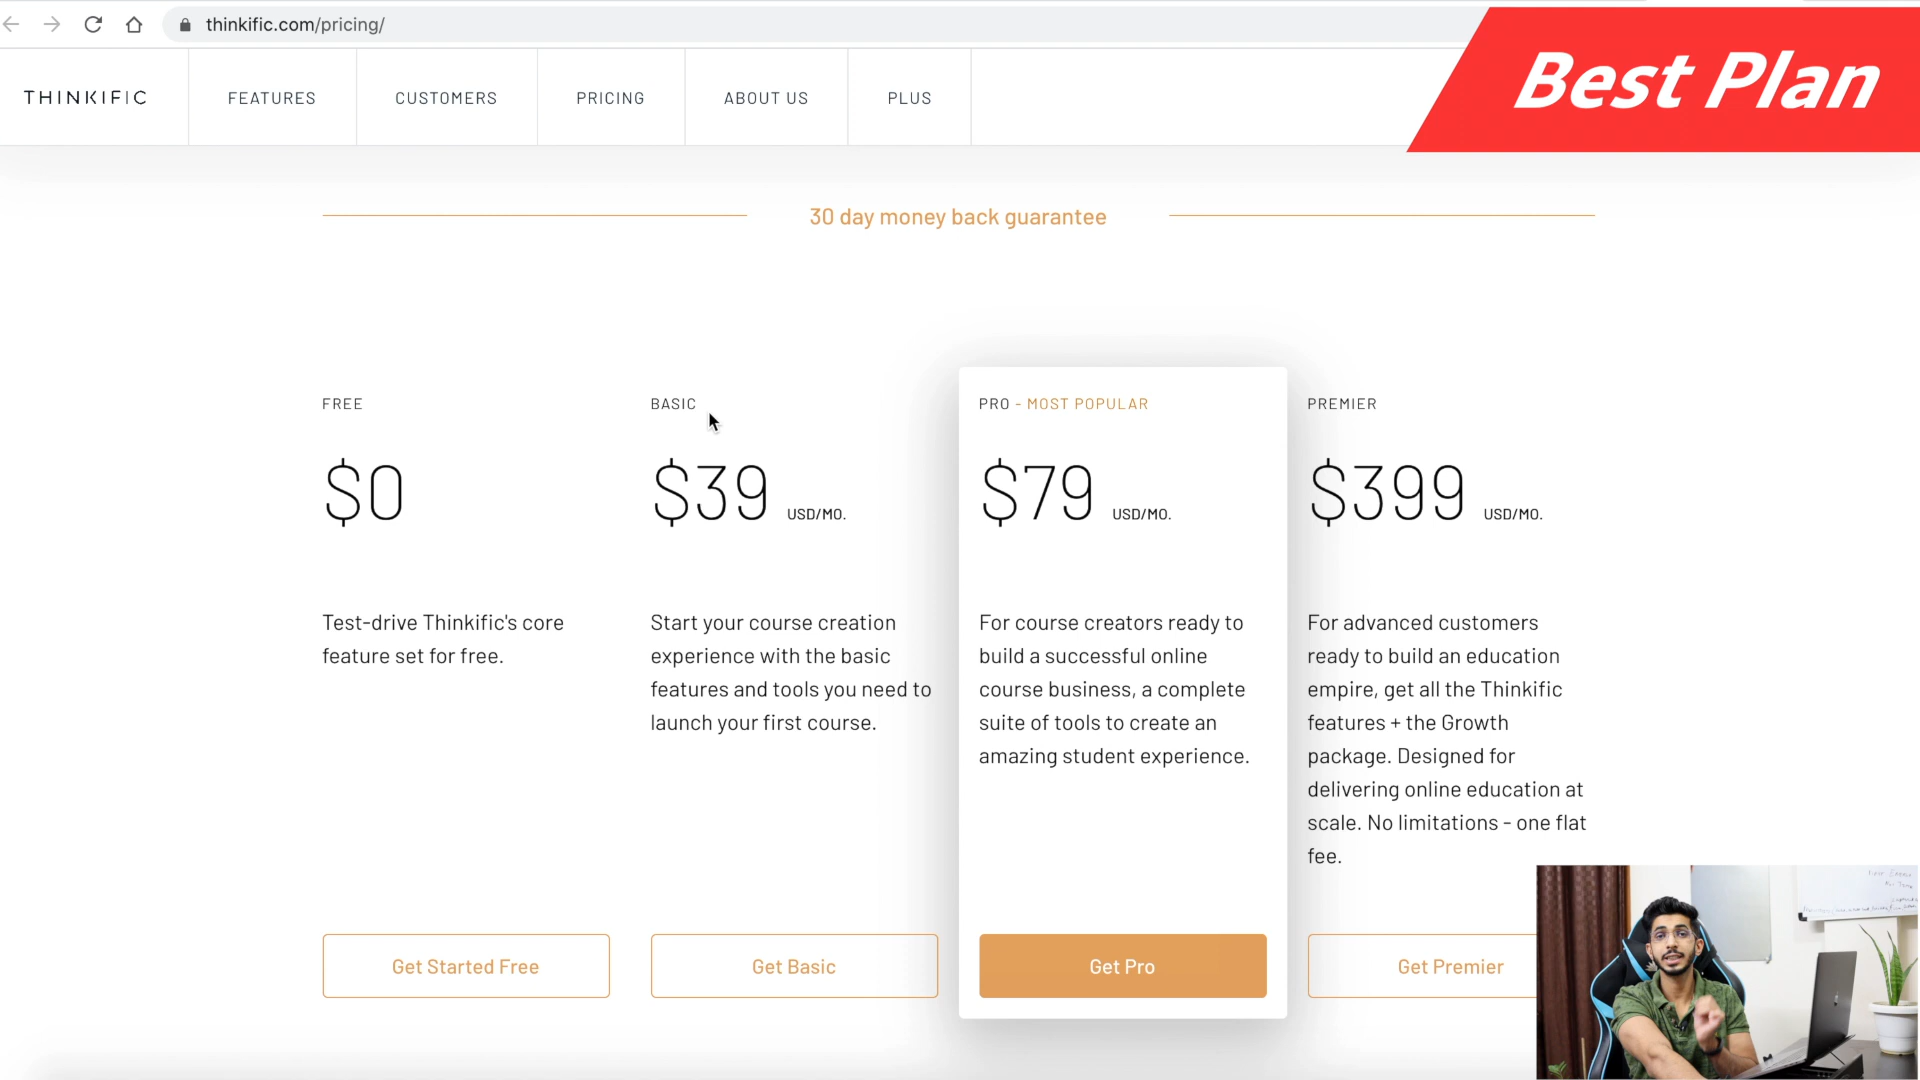 thinkific.com/pricing/
Best Plan
THINKIFIC
FEATURES
CUSTOMERS
PRICING
ABOUT US
PLUS
30 day money back guarantee
FREE
$0
Test-drive Thinkific's core
feature set for free.
Get Started Free
BASIC
$39 USD/MO.
Start your course creation
experience with the basic
features and tools you need to
launch your first course.
Get Basic
PRO - MOST POPULAR
$79 USD/MO.
For course creators ready to
build a successful online
course business, a complete
suite of tools to create an
amazing student experience.
Get Pro
PREMIER
$399 USD/MO.
For advanced customers
ready to build an education
empire, get all the Thinkific
features + the Growth
package. Designed for
delivering online education at
scale. No limitations - one flat
fee.
Get Premier